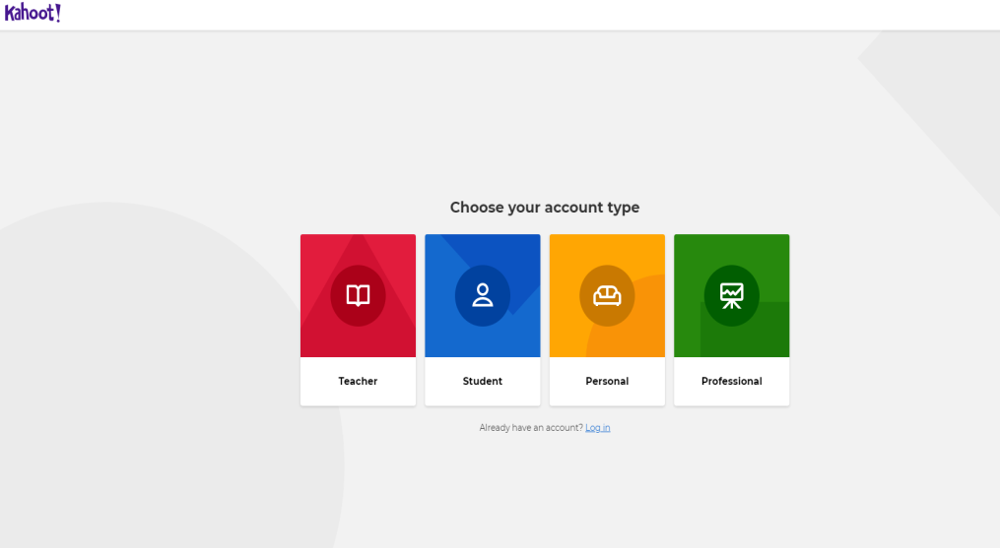 Kahoot!
Choose your account type
Teacher
Student
Personal
Professional
Already have an account? Log in